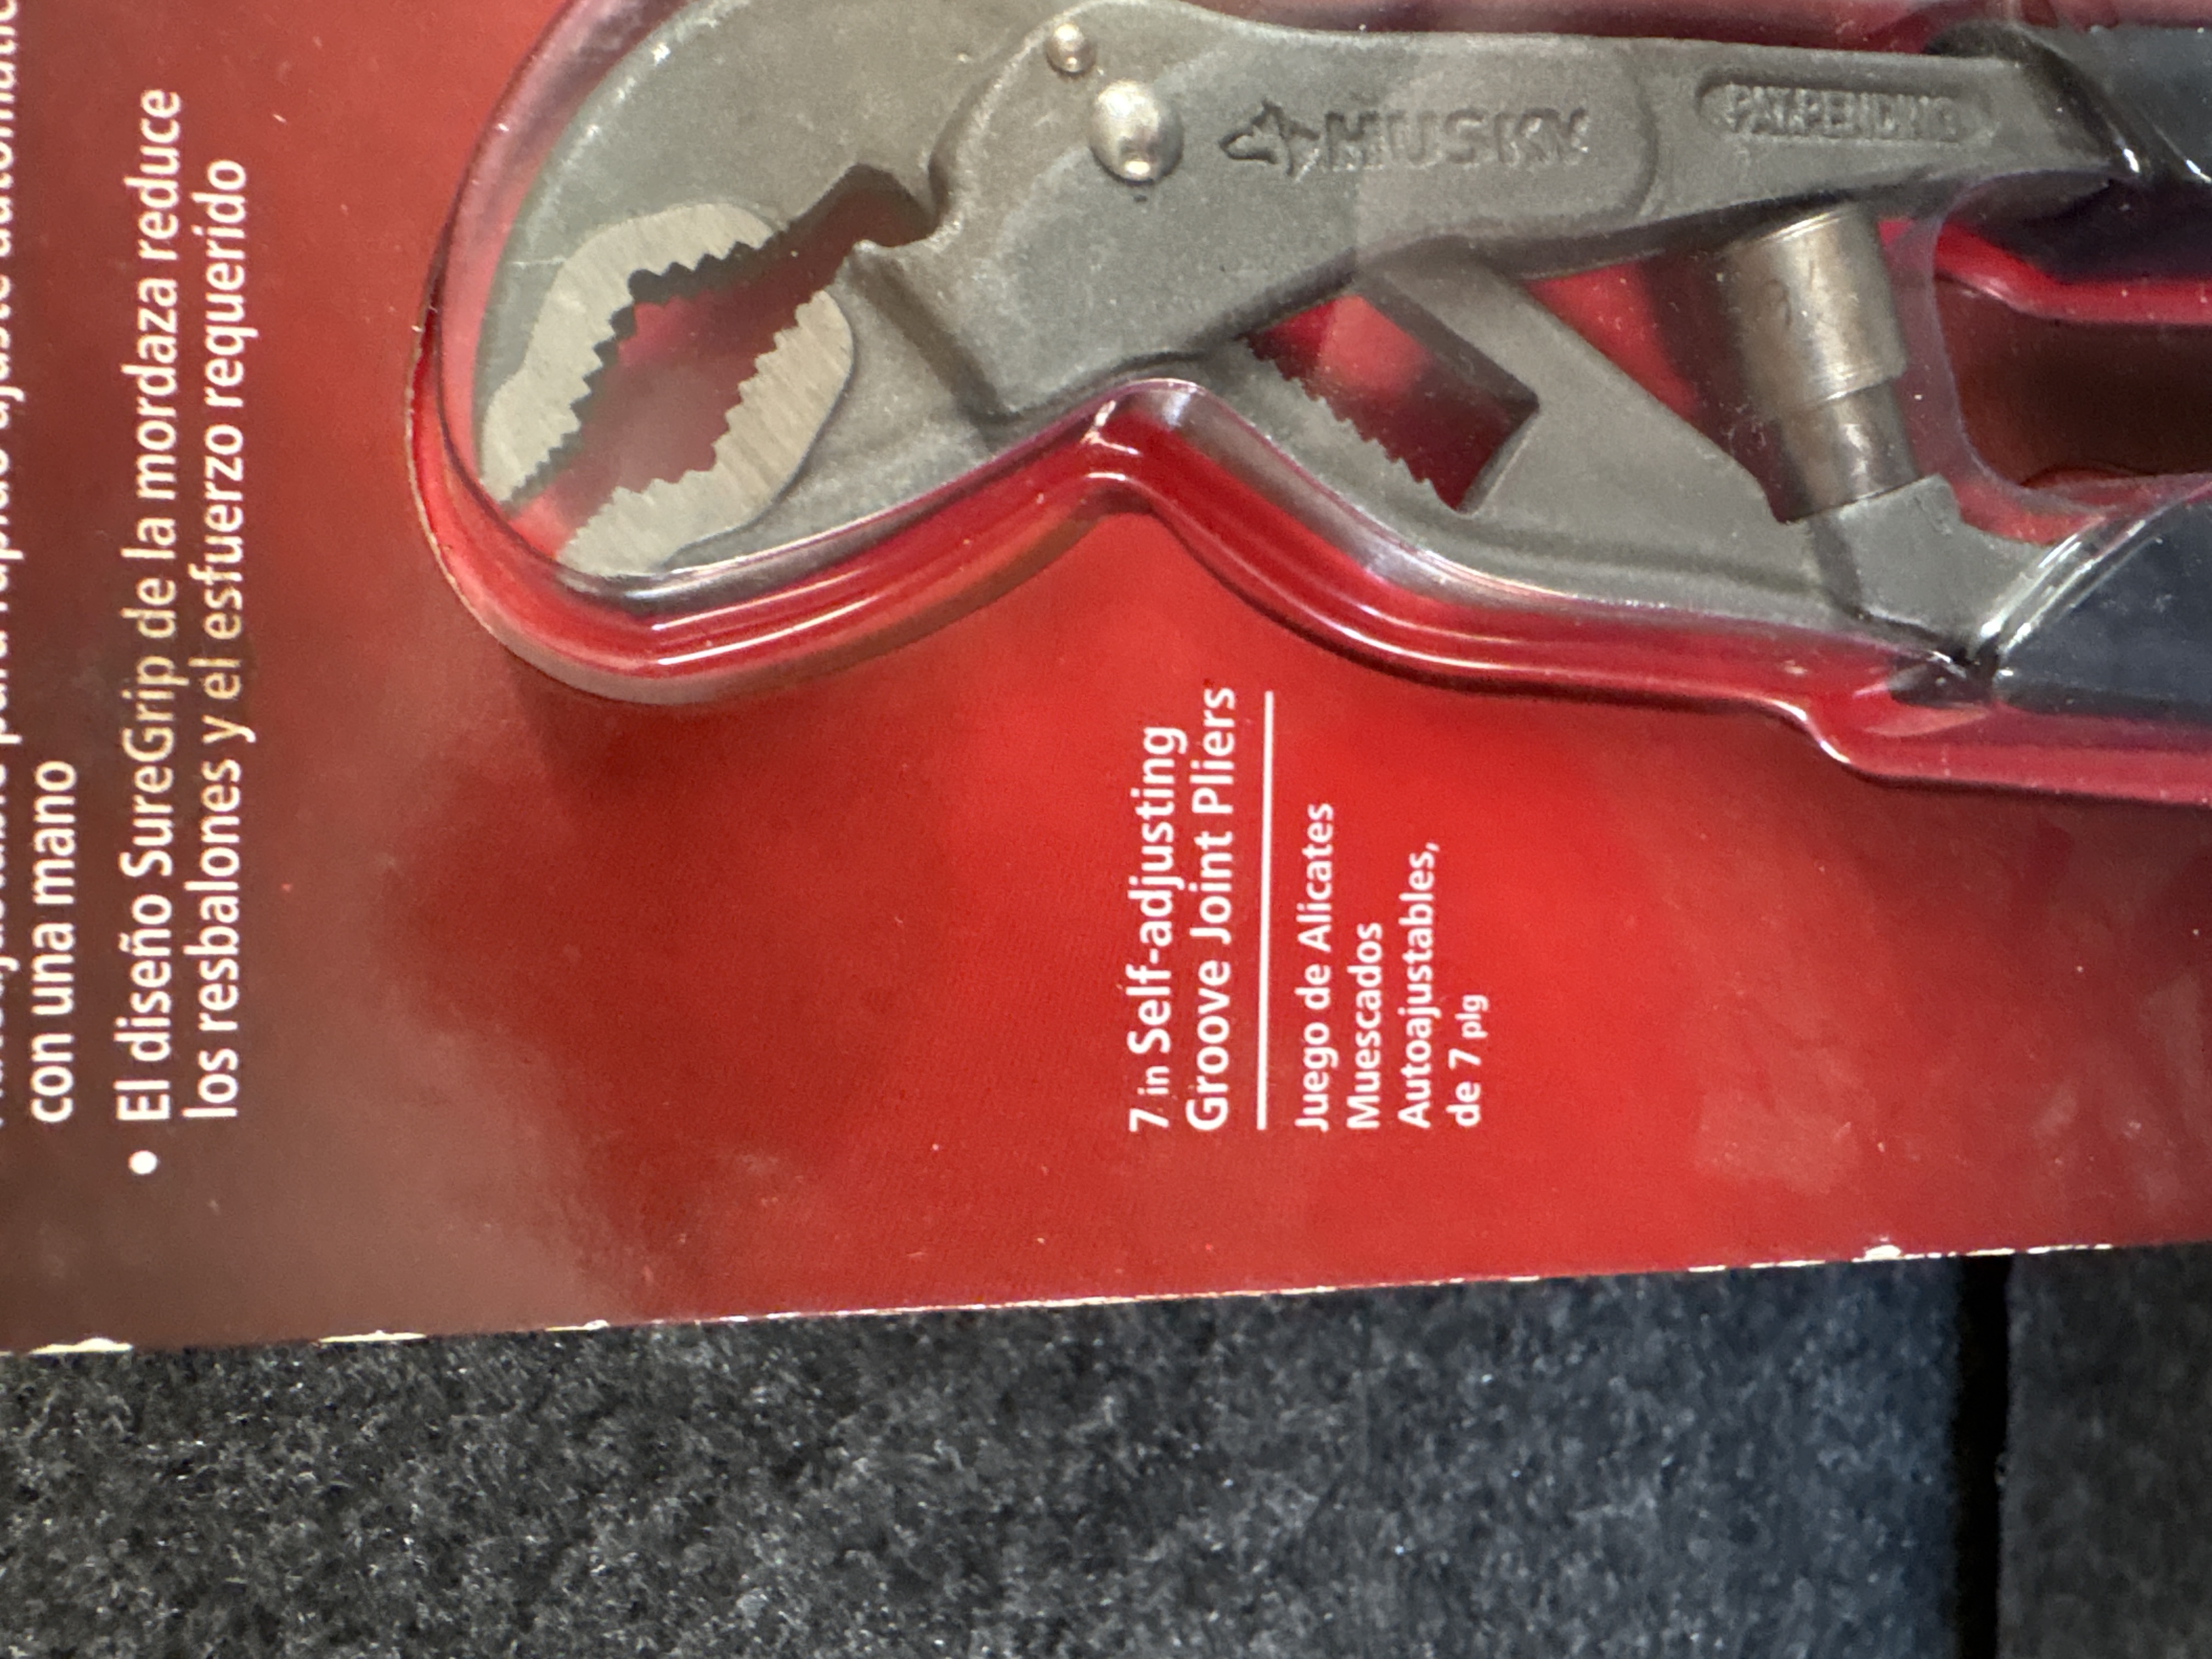 con una mano
• El diseño SureGrip de la mordaza reduce
los resbalones y el esfuerzo requerido
HUSKY
PAT.PENDING
7 in Self-adjusting
Groove Joint Pliers
Juego de Alicates
Muescados
Autoajustables,
de 7 plg